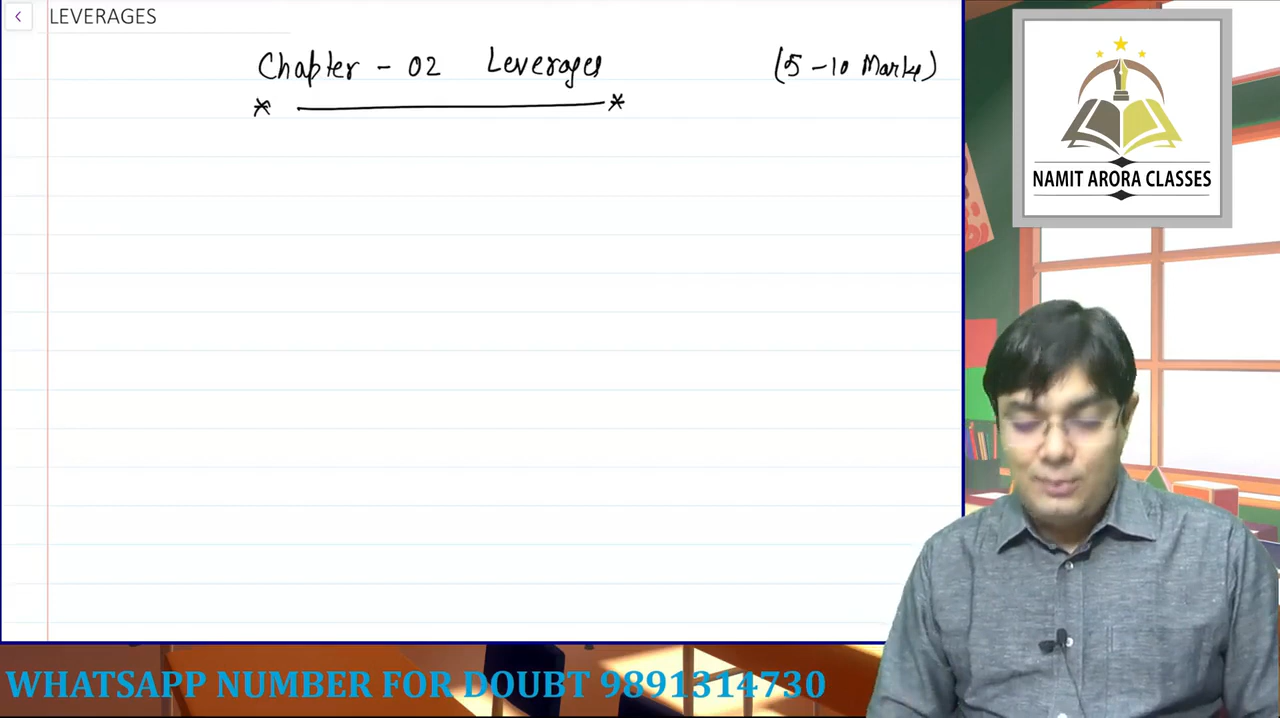 LEVERAGES
Chapter - 02 Leverages (5 - 10 Marks)
NAMIT ARORA CLASSES
WHATSAPP NUMBER FOR DOUBT 9891314730